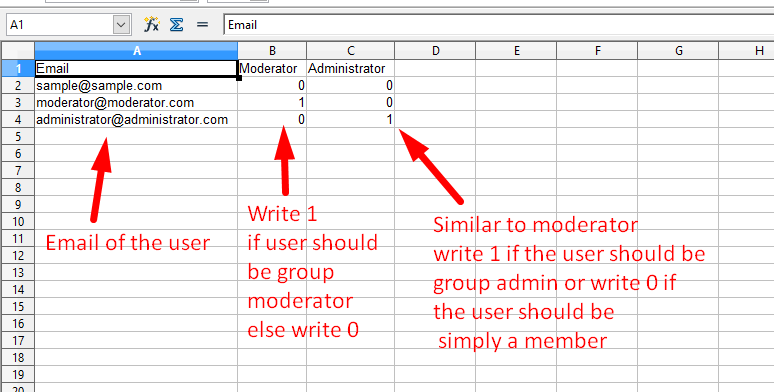 A1 Email
A B C D E F G H
1 Email Moderator Administrator
2 sample@sample.com 0 0
3 moderator@moderator.com 1 0
4 administrator@administrator.com 0 1
5
6
7
8
9
10
11
12
13
14
15
16
17
18
19
20
Email of the user
Write 1
if user should
be group
moderator
else write 0
Similar to moderator
write 1 if the user should be
group admin or write 0 if
the user should be
simply a member